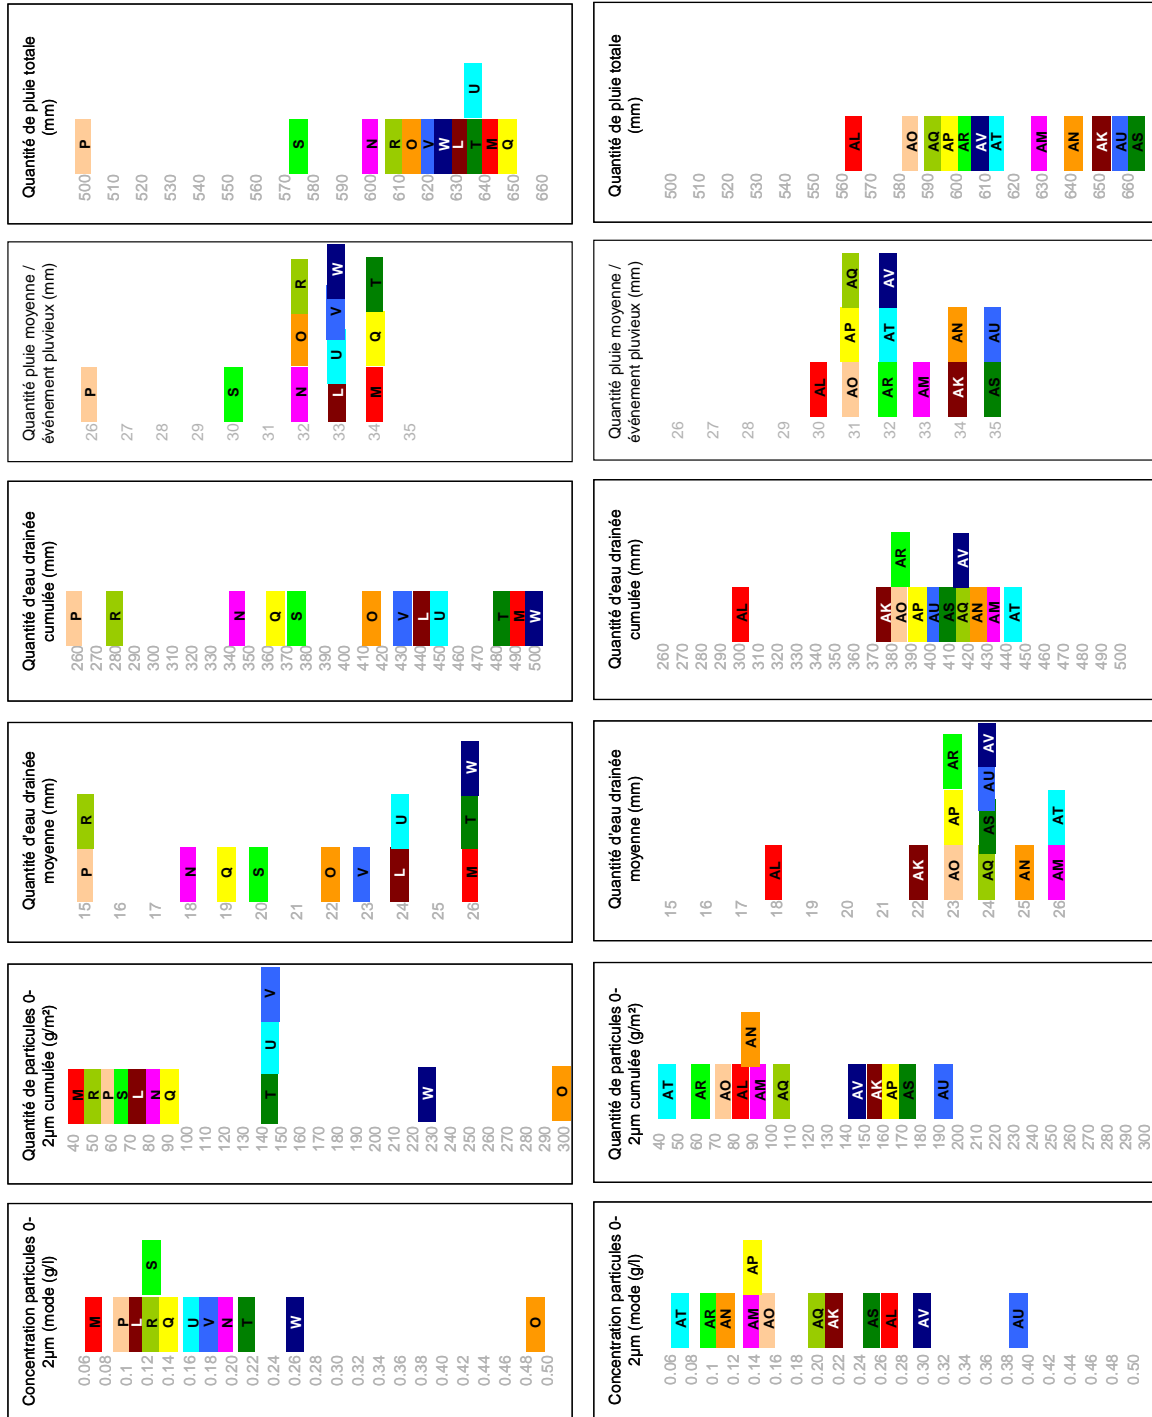 Concentration particules 0-
2µm (mode (g/l)
0.06 M
0.08
0.1 P
L
0.12 R S
0.14 Q
0.16 U
0.18 V
0.20 N
0.22 T
0.24
0.26 W
0.28
0.30
0.32
0.34
0.36
0.38
0.40
0.42
0.44
0.46
0.48 O
0.50
Quantité de particules 0-
2µm cumulée (g/m²)
40 M
50 R
60 P
S
70 L
80 N
90 Q
100
110
120
130
140 T U V
150
160
170
180
190
200
210
220
230 W
240
250
260
270
280
290
300 O
Quantité d'eau drainée
moyenne (mm)
15 P R
16
17
18 N
19 Q
20 S
21
22 O
23 V
24 L U
25
26 M T W
Quantité d'eau drainée
cumulée (mm)
260 P
270
280 R
290
300
310
320
330
340 N
350
360 Q
370 S
380
390
400
410 O
420
430 V
440 L
450 U
460
470
480 T
490 M
500 W
Quantité pluie moyenne /
événement pluvieux (mm)
26 P
27
28
29
30 S
31
32 N O R
33 L U V W
34 M Q T
35
Quantité de pluie totale
(mm)
500 P
510
520
530
540
550
560
570 S
580
590
600 N
610 R
O
620 V
W
630 L
T U
640 M
650 Q
660
Concentration particules 0-
2µm (mode (g/l)
0.06 AT
0.08
0.1 AR
0.12 AN
0.14 AM AP
0.16 AO
0.18
0.20 AQ
0.22 AK
0.24 AS
0.26 AL
0.28
0.30 AV
0.32
0.34
0.36
0.38 AU
0.40
0.42
0.44
0.46
0.48
0.50
Quantité de particules 0-
2µm cumulée (g/m²)
40 AT
50
60 AR
70 AO
80 AL
90 AM AN
100 AQ
110
120
130
140 AV
150 AK
160 AP
170 AS
180
190 AU
200
210
220
230
240
250
260
270
280
290
300
Quantité d'eau drainée
moyenne (mm)
15
16
17
18 AL
19
20
21
22 AK
23 AO AP AR
24 AQ AS AU AV
25 AN
26 AM AT
Quantité d'eau drainée
cumulée (mm)
260
270
280
290
300 AL
310
320
330
340
350
360
370 AK
380 AO AR
390 AP
400 AU
410 AS
420 AQ AV
AN
430 AM
440 AT
450
460
470
480
490
500
Quantité pluie moyenne /
événement pluvieux (mm)
26
27
28
29
30 AL
31 AO AP AQ
32 AR AT AV
33 AM
34 AK AN
35 AS AU
Quantité de pluie totale
(mm)
500
510
520
530
540
550
560 AL
570
580 AO
590 AQ
AP
600 AR
610 AV
AT
620
630 AM
640 AN
650 AK
660 AU
AS